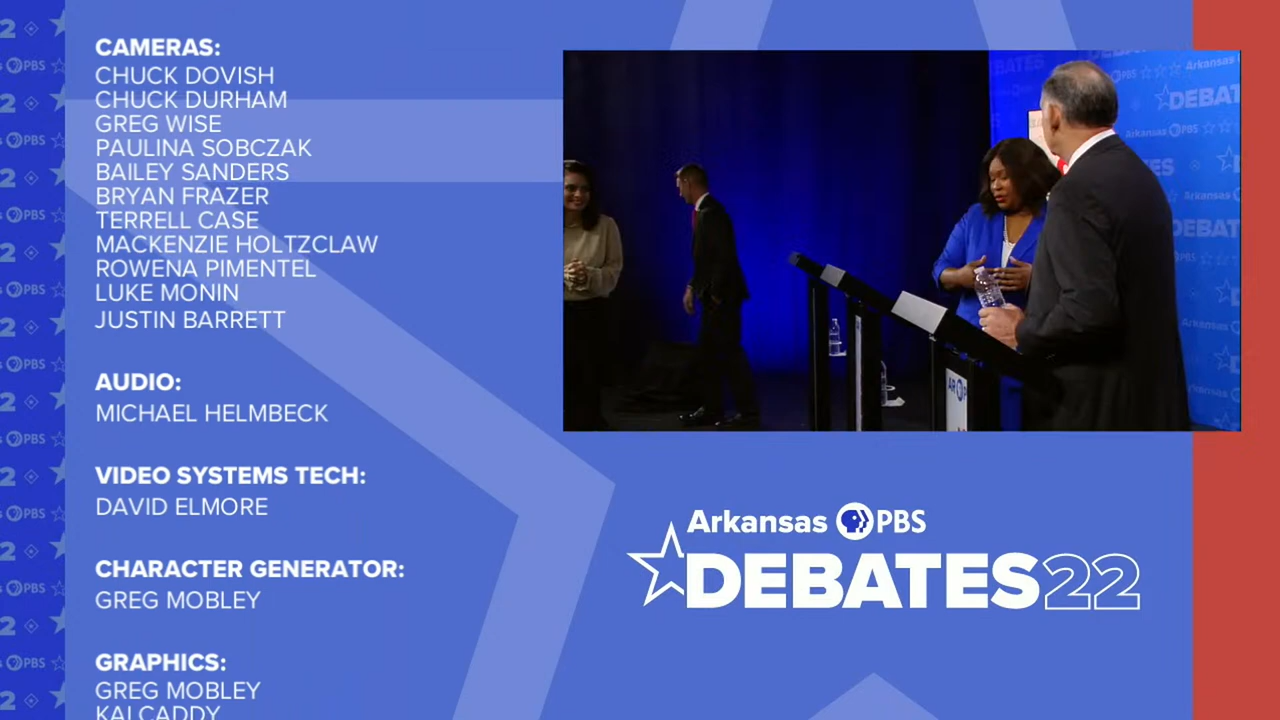 CAMERAS:
CHUCK DOVISH
CHUCK DURHAM
GREG WISE
PAULINA SOBCZAK
BAILEY SANDERS
BRYAN FRAZER
TERRELL CASE
MACKENZIE HOLTZCLAW
ROWENA PIMENTEL
LUKE MONIN
JUSTIN BARRETT
AUDIO:
MICHAEL HELMBECK
VIDEO SYSTEMS TECH:
DAVID ELMORE
CHARACTER GENERATOR:
GREG MOBLEY
GRAPHICS:
GREG MOBLEY
KAI CADDY
Arkansas PBS
DEBATES22